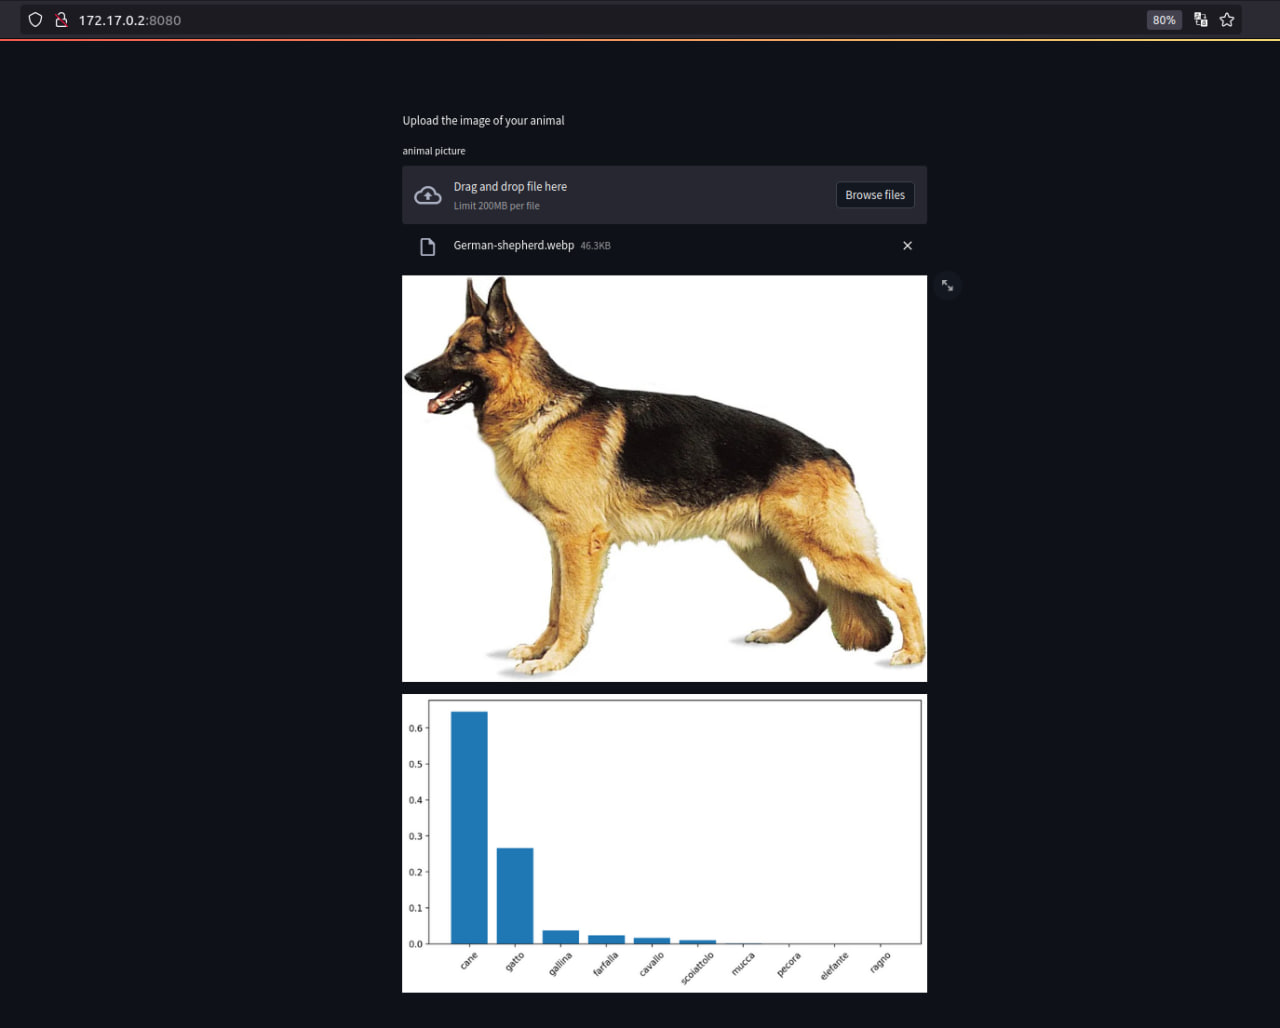 172.17.0.2:8080 80%
Upload the image of your animal
animal picture
Drag and drop file here
Limit 200MB per file
Browse files
German-shepherd.webp 46.3KB
0.6
0.5
0.4
0.3
0.2
0.1
0.0
cane gatto gallina farfalla cavallo scoiattolo mucca pecora elefante ragno